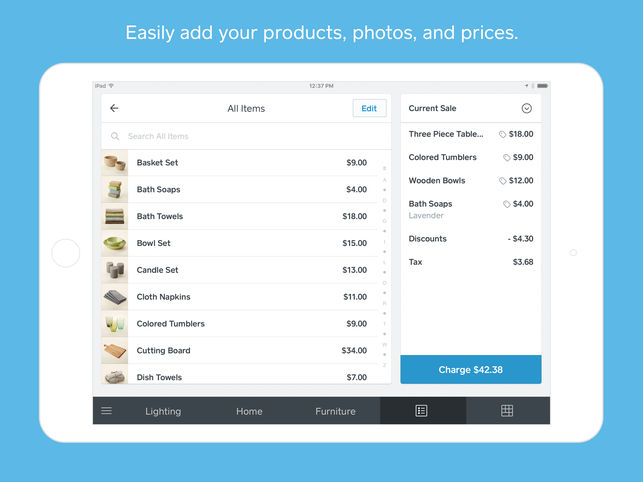 Easily add your products, photos, and prices.
iPad
12:37 PM
All Items
Edit
Search All Items
Basket Set $9.00
Bath Soaps $4.00
Bath Towels $18.00
Bowl Set $15.00
Candle Set $13.00
Cloth Napkins $11.00
Colored Tumblers $9.00
Cutting Board $34.00
Dish Towels $7.00
Current Sale
Three Piece Table... $18.00
Colored Tumblers $9.00
Wooden Bowls $12.00
Bath Soaps $4.00
Lavender
Discounts - $4.30
Tax $3.68
Charge $42.38
Lighting Home Furniture